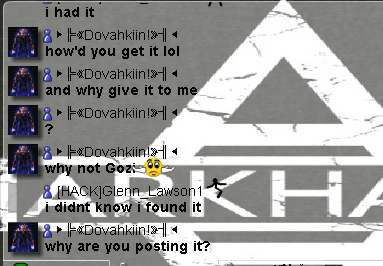 i had it
‣╠«Dovahkiin!»╣◂
how'd you get it lol
‣╠«Dovahkiin!»╣◂
and why give it to me
‣╠«Dovahkiin!»╣◂
?
‣╠«Dovahkiin!»╣◂
why not Goz:
[HACK]Glenn_Lawson1
i didnt know i found it
‣╠«Dovahkiin!»╣◂
why are you posting it?
ARKHA